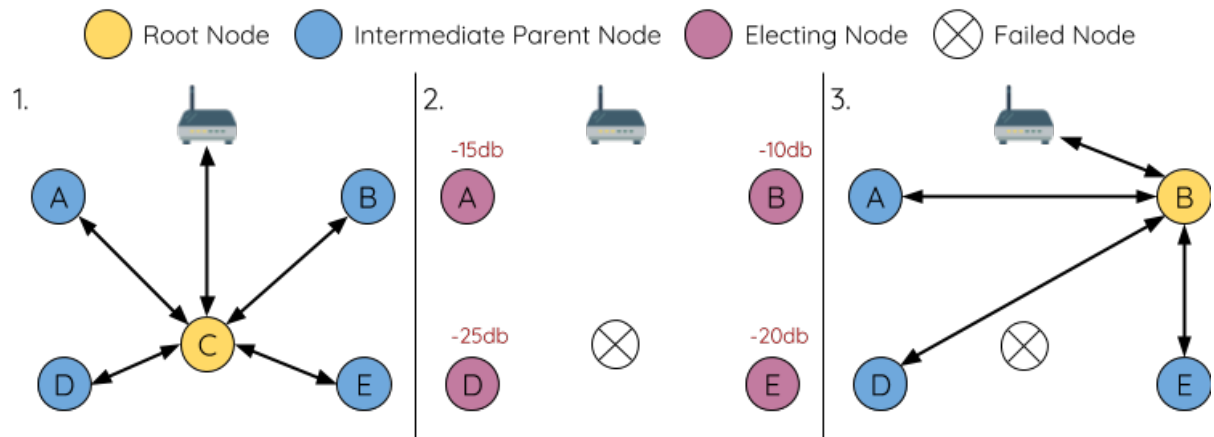 Root Node Intermediate Parent Node Electing Node Failed Node
1. 2. 3.
-15db -10db
A B A B A B
-25db -20db
C
D E D E D E